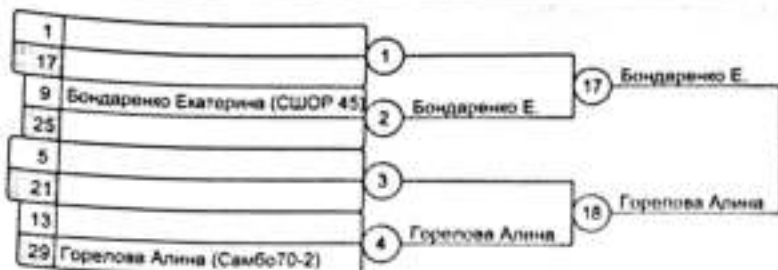 1
17
9 Бондаренко Екатерина (СШОР 45)
25
5
21
13
29 Горелова Алина (Самбо70-2)
1
2 Бондаренко Е.
3
4 Горелова Алина
17 Бондаренко Е.
18 Горелова Алина